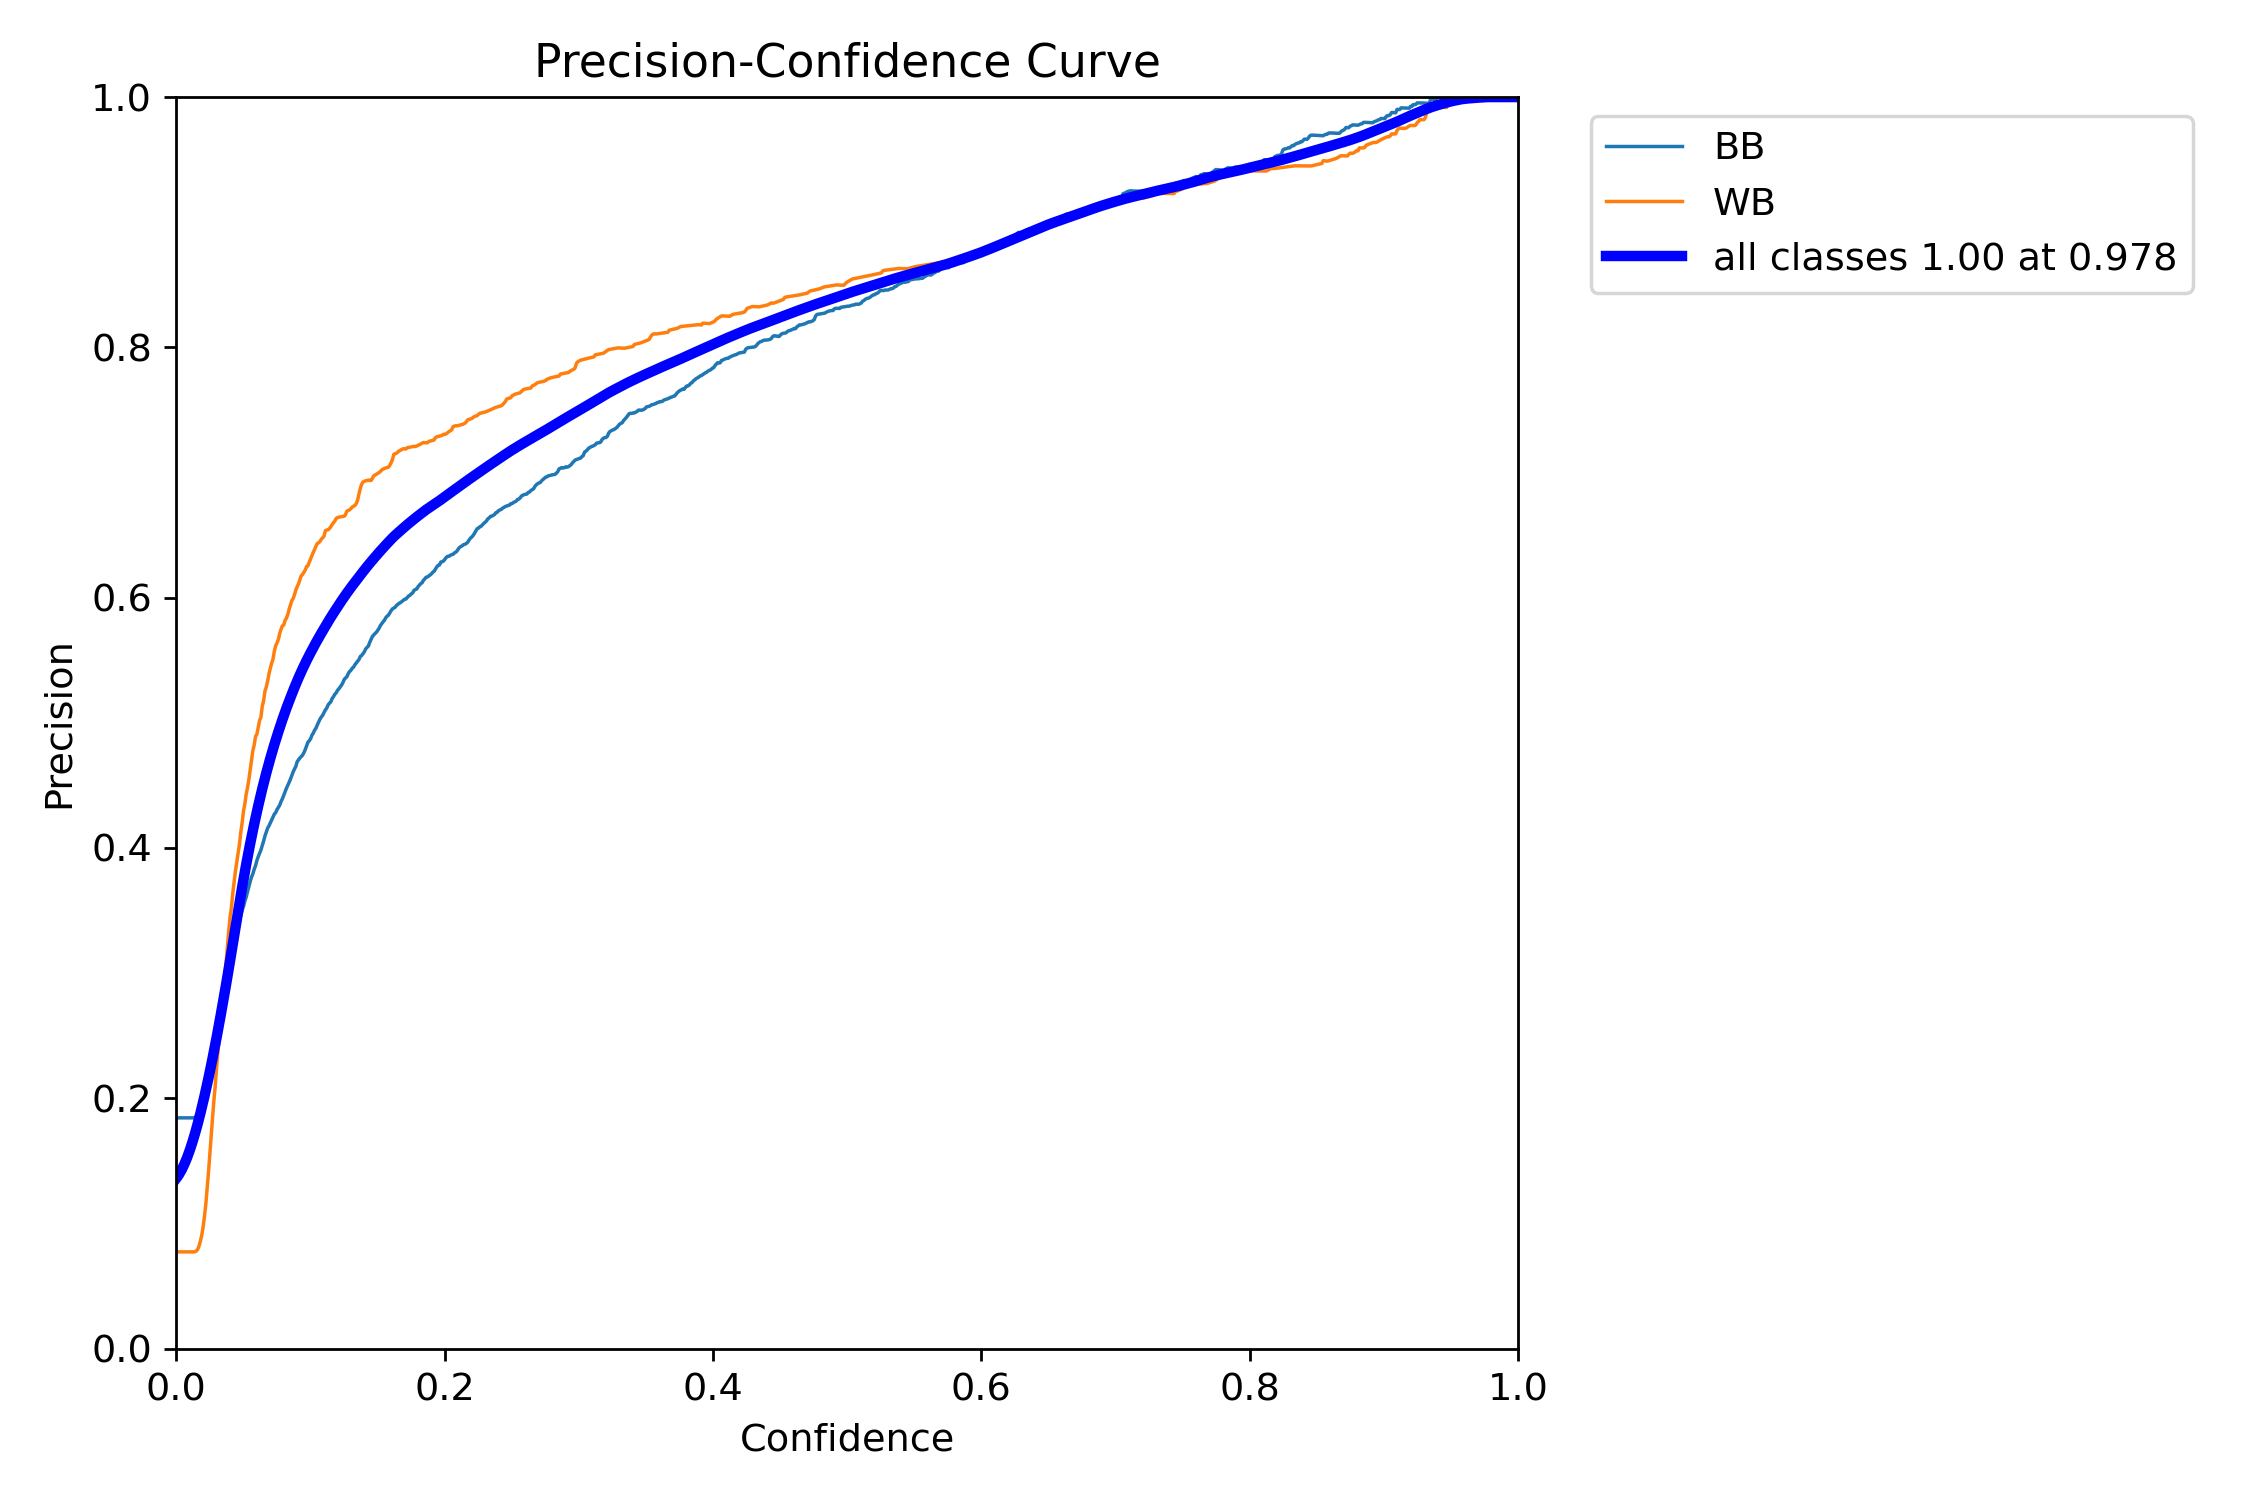 Precision-Confidence Curve
1.0
0.8
0.6
0.4
0.2
0.0
Precision
0.0 0.2 0.4 0.6 0.8 1.0
Confidence
BB
WB
all classes 1.00 at 0.978